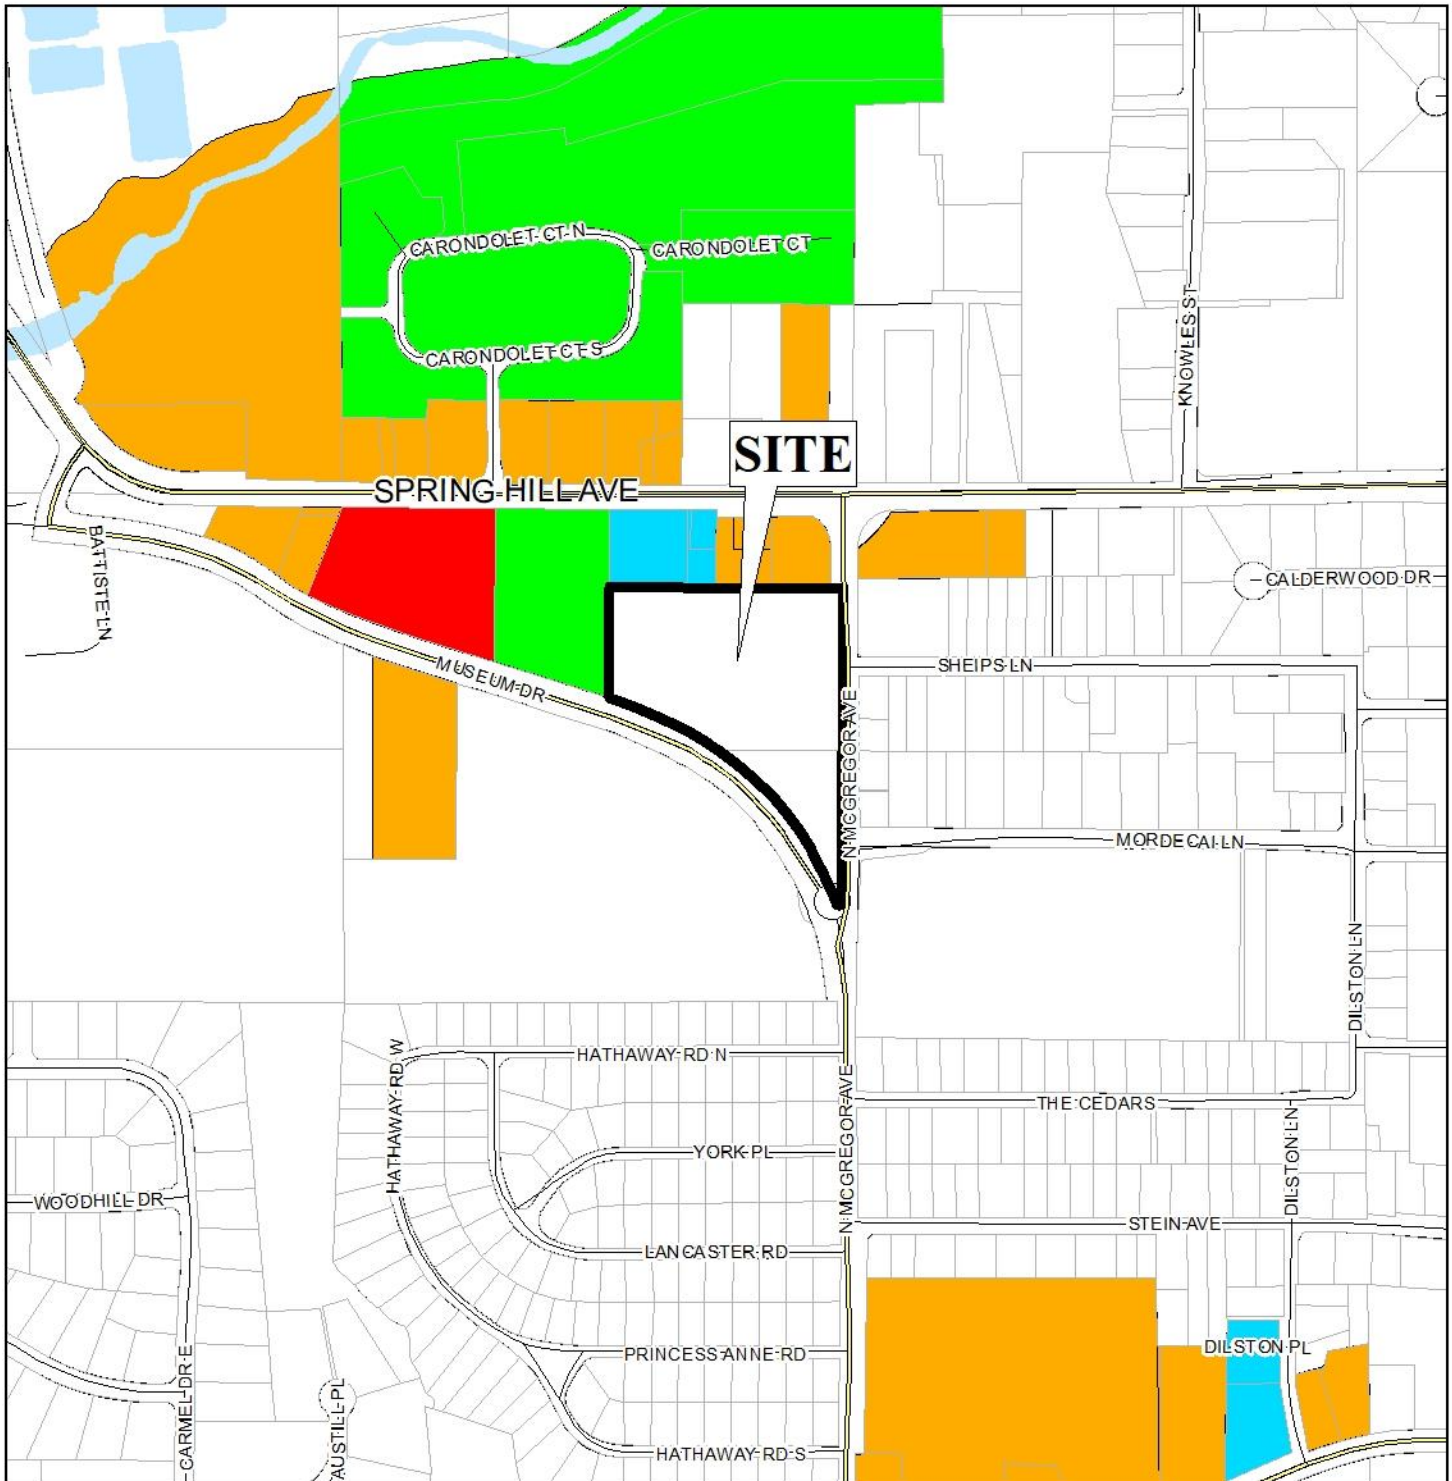 CARONDOLET CT N
CARONDOLET CT
CARONDOLET CT S
KNOWLES ST
SITE
SPRING HILL AVE
BATTISTE LN
CALDERWOOD DR
MUSEUM DR
SHEIPS LN
N MCGREGOR AVE
MORDECAI LN
DILSTON LN
HATHAWAY RD W
HATHAWAY RD N
N MCGREGOR AVE
THE CEDARS
DILSTON LN
YORK PL
WOODHILL DR
STEIN AVE
LANCASTER RD
CARMEL DR E
AUSTILL PL
PRINCESS ANNE RD
DILSTON PL
HATHAWAY RD S